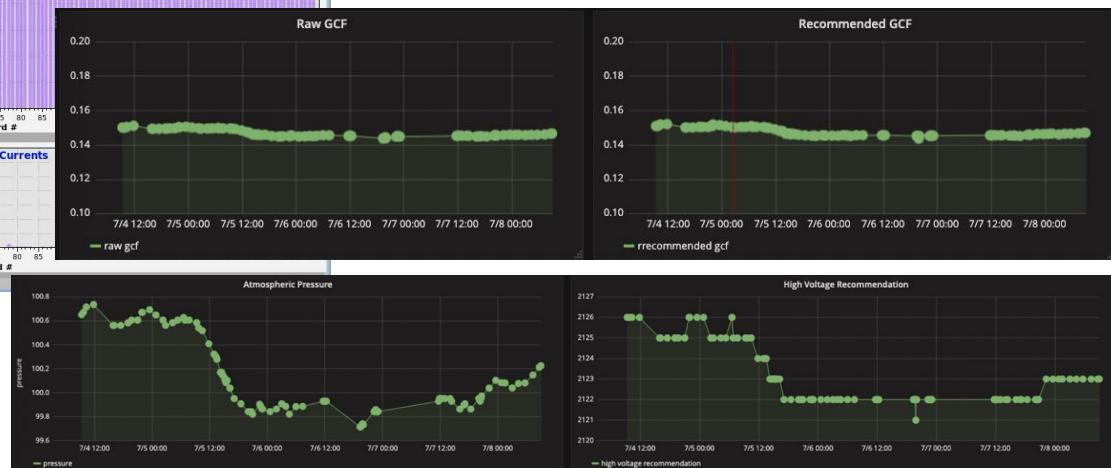 5 80 85
rd #
Currents
80 85
d #
Raw GCF
0.20
0.18
0.16
0.14
0.12
0.10
7/4 12:00 7/5 00:00 7/5 12:00 7/6 00:00 7/6 12:00 7/7 00:00 7/7 12:00 7/8 00:00
raw gcf
Recommended GCF
0.20
0.18
0.16
0.14
0.12
0.10
7/4 12:00 7/5 00:00 7/5 12:00 7/6 00:00 7/6 12:00 7/7 00:00 7/7 12:00 7/8 00:00
rrecommended gcf
Atmospheric Pressure
pressure
100.8
100.6
100.4
100.2
100.0
99.8
99.6
7/4 12:00 7/5 00:00 7/5 12:00 7/6 00:00 7/6 12:00 7/7 00:00 7/7 12:00 7/8 00:00
pressure
High Voltage Recommendation
2127
2126
2125
2124
2123
2122
2121
2120
7/4 12:00 7/5 00:00 7/5 12:00 7/6 00:00 7/6 12:00 7/7 00:00 7/7 12:00 7/8 00:00
high voltage recommendation